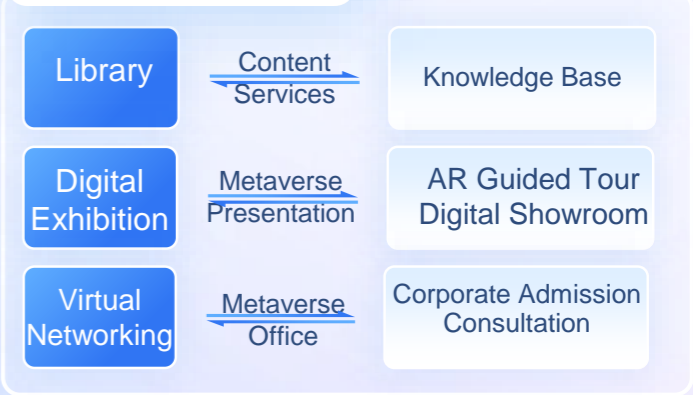 Library
Content
Services
Knowledge Base
Digital
Exhibition
Metaverse
Presentation
AR Guided Tour
Digital Showroom
Virtual
Networking
Metaverse
Office
Corporate Admission
Consultation